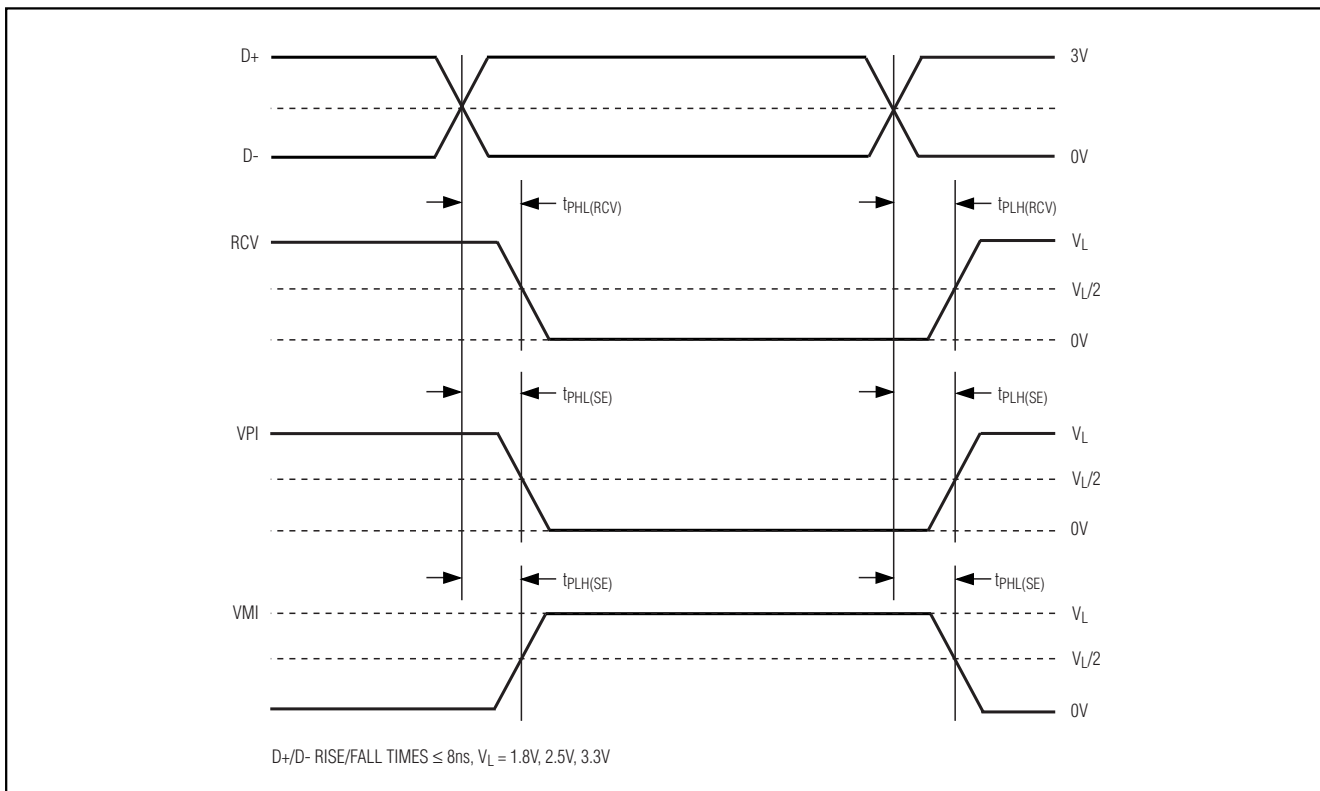 D+
3V
D-
0V
tPHL(RCV)
tPLH(RCV)
RCV
VL
VL/2
0V
tPHL(SE)
tPLH(SE)
VPI
VL
VL/2
0V
tPLH(SE)
tPHL(SE)
VMI
VL
VL/2
0V
D+/D- RISE/FALL TIMES ≤ 8ns, VL = 1.8V, 2.5V, 3.3V